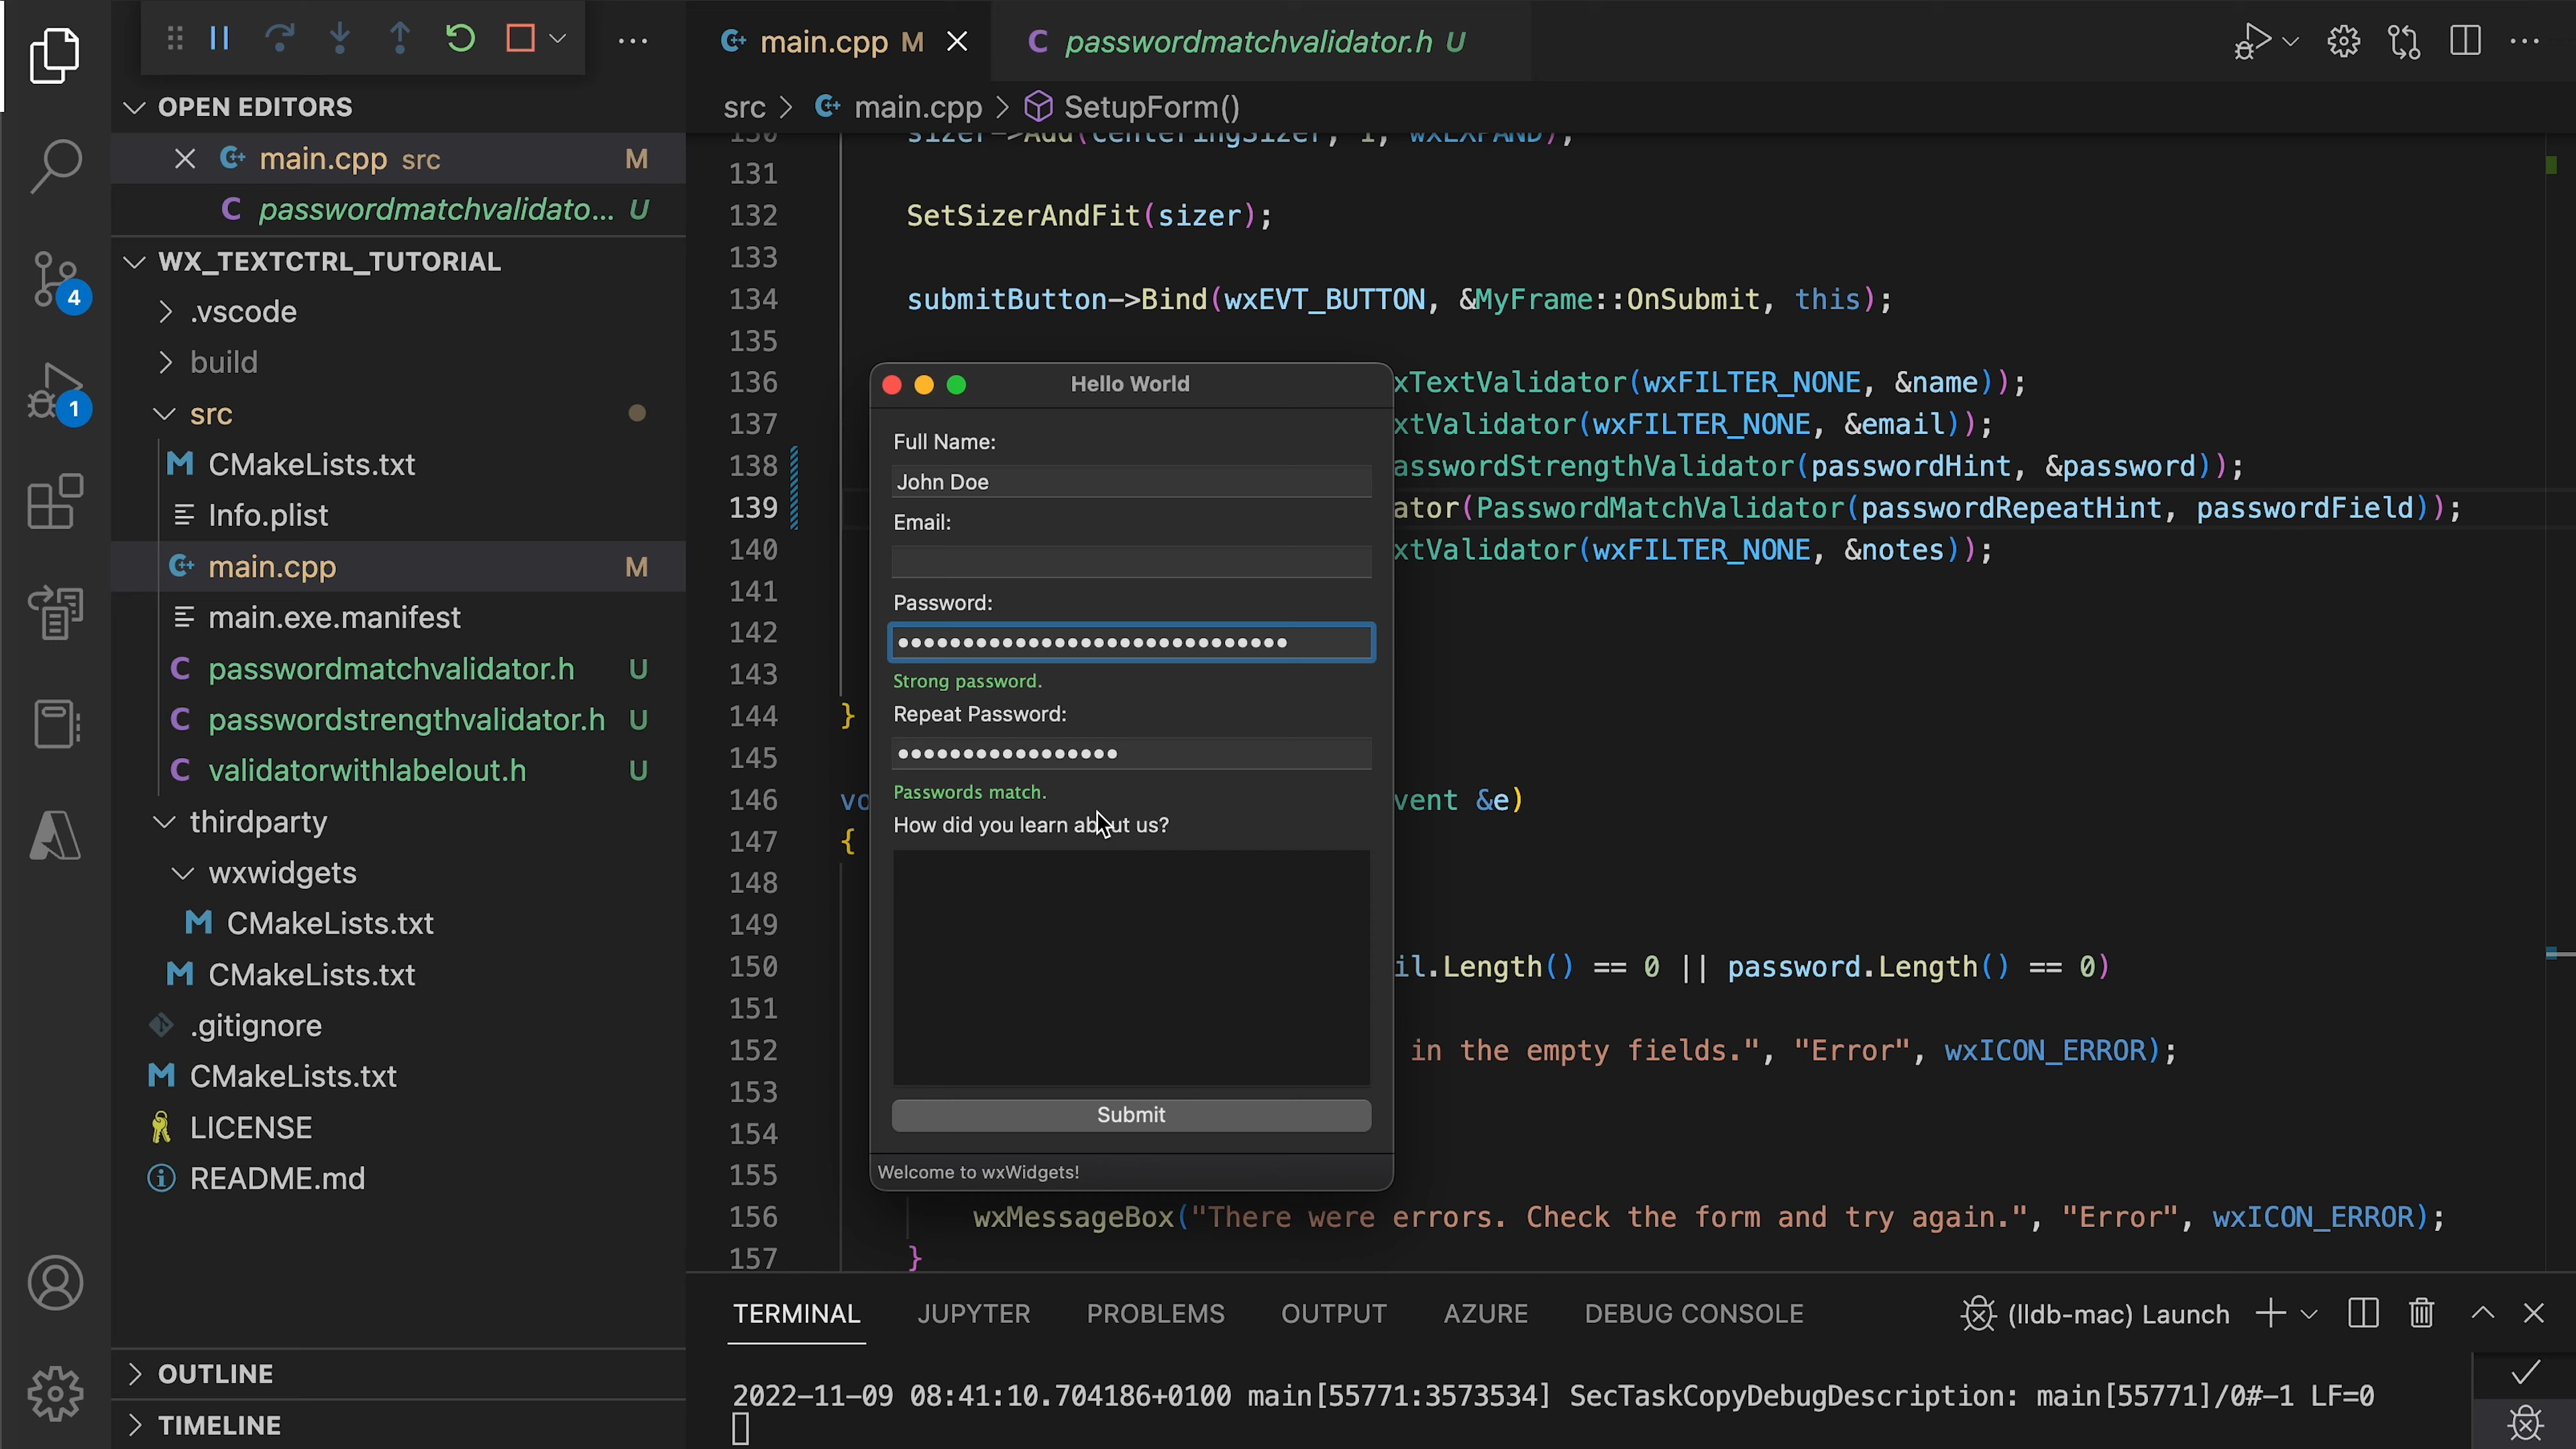 main.cpp M
passwordmatchvalidator.h U
OPEN EDITORS
main.cpp src M
passwordmatchvalidato... U
WX_TEXTCTRL_TUTORIAL
.vscode
build
src
CMakeLists.txt
Info.plist
main.cpp M
main.exe.manifest
passwordmatchvalidator.h U
passwordstrengthvalidator.h U
validatorwithlabelout.h U
thirdparty
wxwidgets
CMakeLists.txt
CMakeLists.txt
.gitignore
CMakeLists.txt
LICENSE
README.md
OUTLINE
TIMELINE
4
1
src > main.cpp > SetupForm()
130 sizer->Add(centeringSizer, 1, wxEXPAND);
131
132 SetSizerAndFit(sizer);
133
134 submitButton->Bind(wxEVT_BUTTON, &MyFrame::OnSubmit, this);
135
136 xTextValidator(wxFILTER_NONE, &name));
137 xtValidator(wxFILTER_NONE, &email));
138 asswordStrengthValidator(passwordHint, &password));
139 ator(PasswordMatchValidator(passwordRepeatHint, passwordField));
140 xtValidator(wxFILTER_NONE, &notes));
141
142
143
144 }
145
146 vo vent &e)
147 {
148
149
150 il.Length() == 0 || password.Length() == 0)
151
152 in the empty fields.", "Error", wxICON_ERROR);
153
154
155
156 wxMessageBox("There were errors. Check the form and try again.", "Error", wxICON_ERROR);
157 }
Hello World
Full Name:
John Doe
Email:
Password:
Strong password.
Repeat Password:
Passwords match.
How did you learn about us?
Submit
Welcome to wxWidgets!
TERMINAL JUPYTER PROBLEMS OUTPUT AZURE DEBUG CONSOLE
(lldb-mac) Launch
2022-11-09 08:41:10.704186+0100 main[55771:3573534] SecTaskCopyDebugDescription: main[55771]/0#-1 LF=0